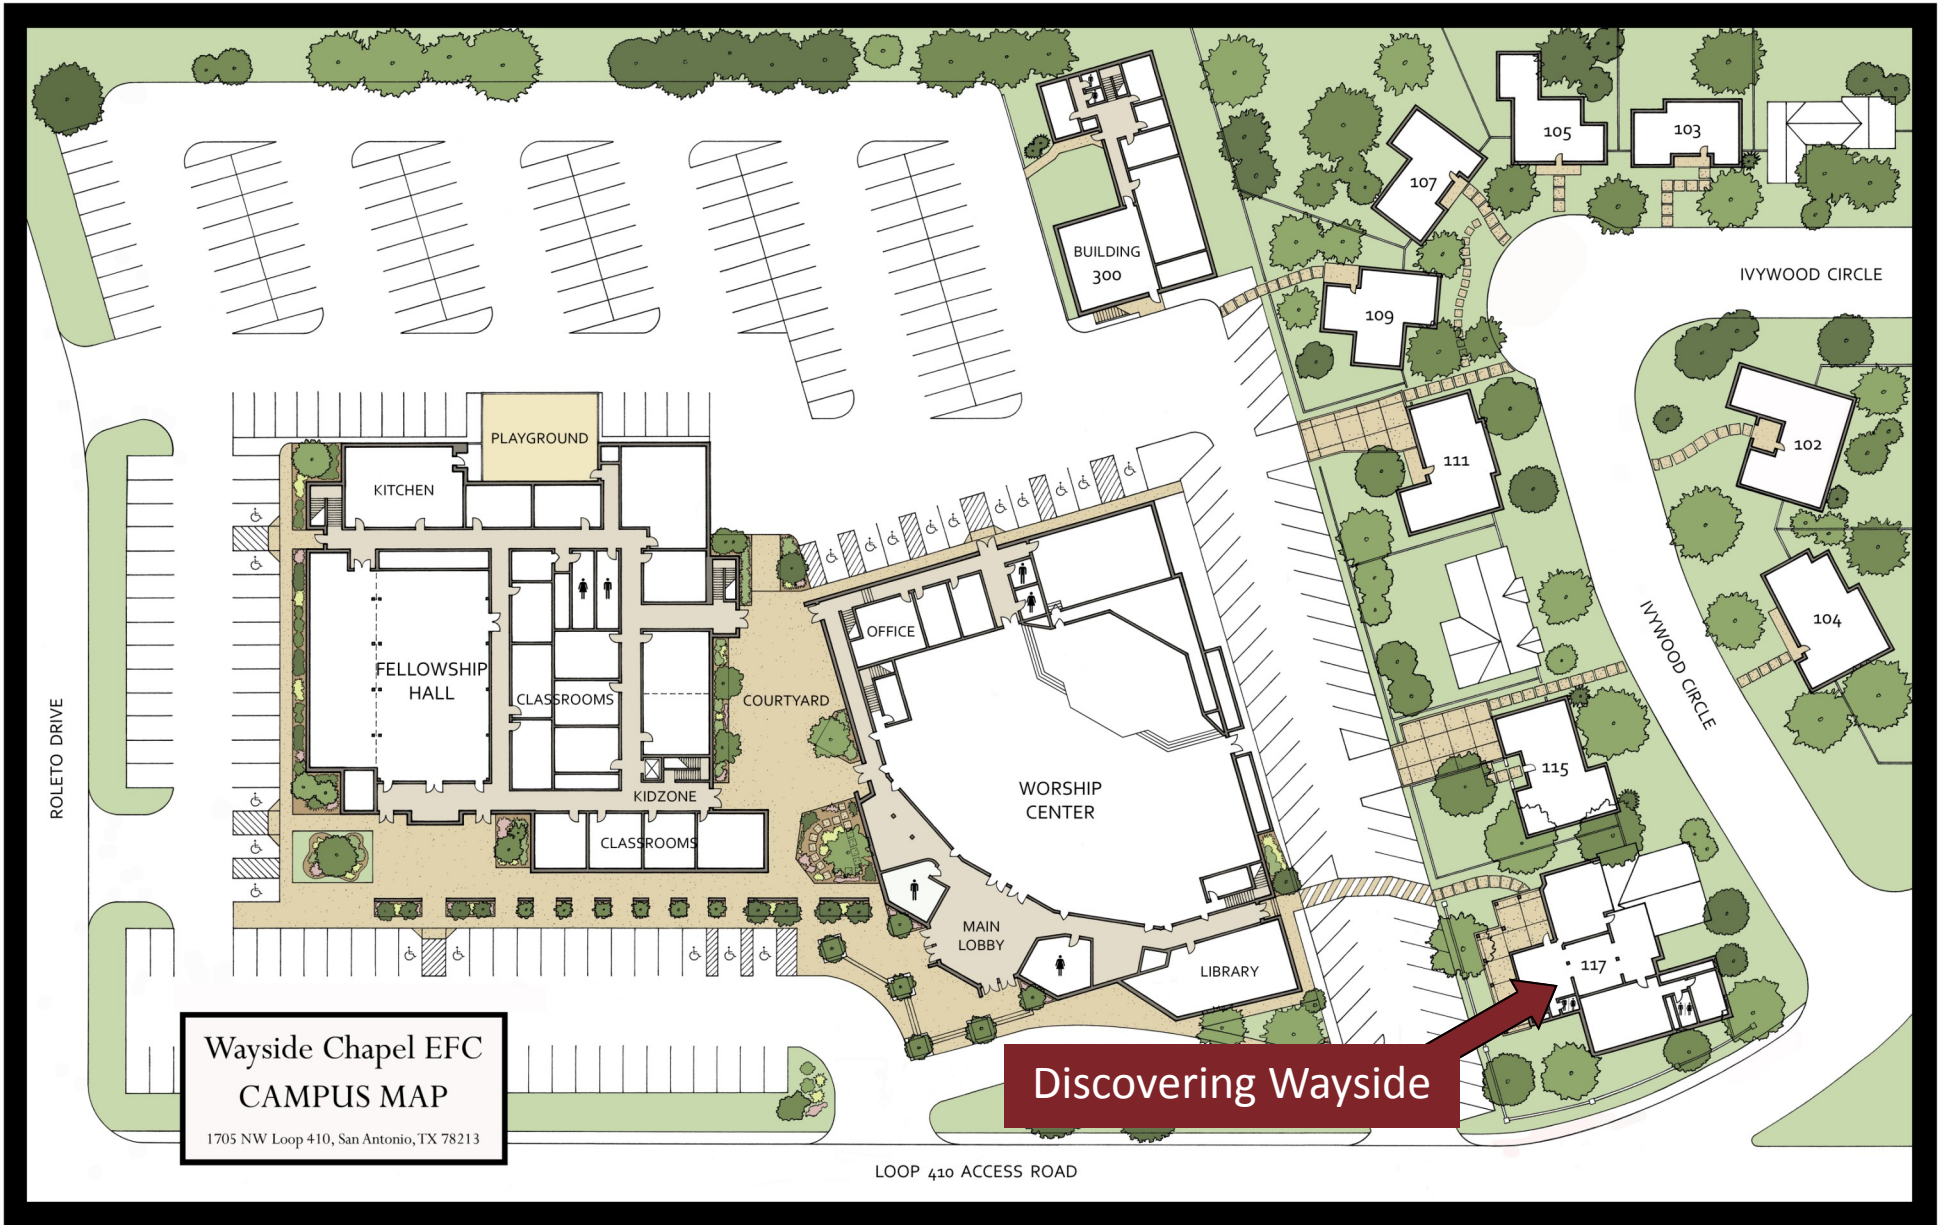 105
103
107
BUILDING
300
IVYWOOD CIRCLE
109
PLAYGROUND
102
KITCHEN
111
OFFICE
104
FELLOWSHIP
HALL
CLASSROOMS
COURTYARD
IVYWOOD CIRCLE
ROLETO DRIVE
WORSHIP
CENTER
115
KIDZONE
CLASSROOMS
MAIN
LOBBY
LIBRARY
117
Wayside Chapel EFC
CAMPUS MAP
1705 NW Loop 410, San Antonio, TX 78213
Discovering Wayside
LOOP 410 ACCESS ROAD